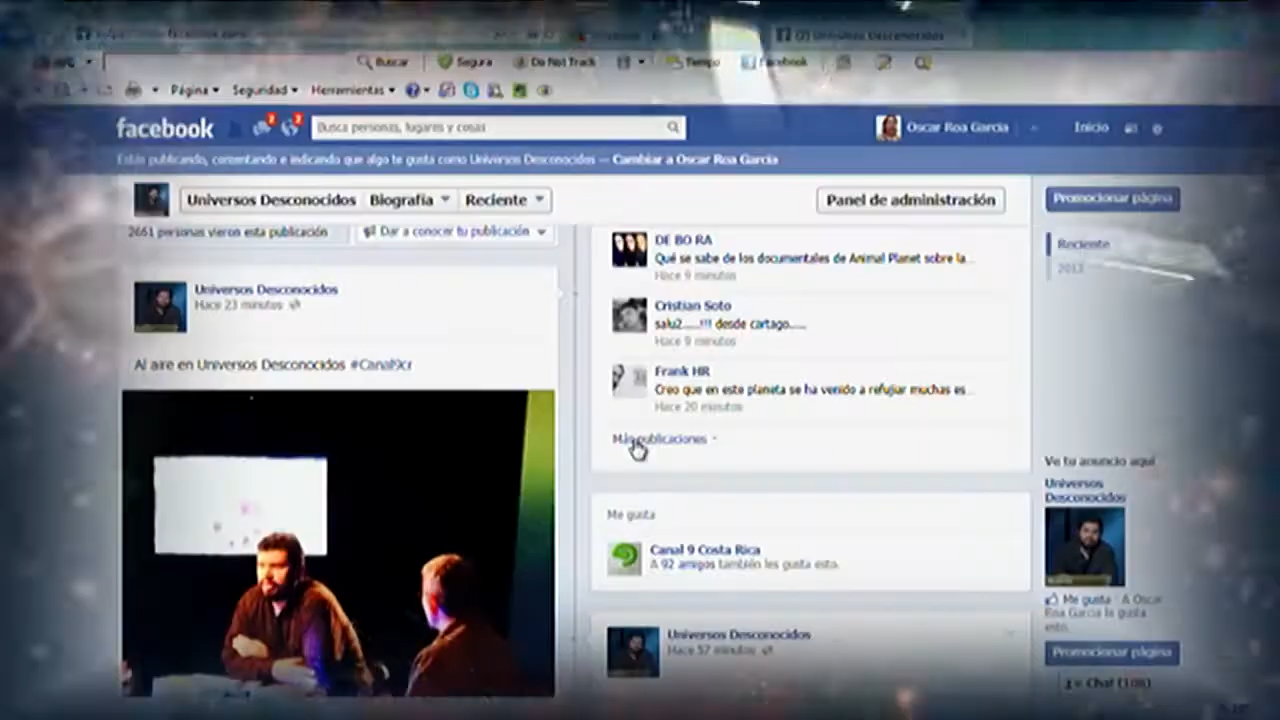 Universos Desconocidos
Buscar
Segura
Do Not Track
Tiempo
Facebook
Página
Seguridad
Herramientas
facebook
Busca personas, lugares y cosas
Oscar Roa Garcia
Inicio
Estás publicando, comentando e indicando que algo te gusta como Universos Desconocidos — Cambiar a Oscar Roa Garcia
Universos Desconocidos
Biografía
Reciente
Panel de administración
Promocionar página
2661 personas vieron esta publicación
Dar a conocer tu publicación
Universos Desconocidos
Hace 23 minutos
Al aire en Universos Desconocidos #Canal9cr
DE BO RA
Qué se sabe de los documentales de Animal Planet sobre la...
Hace 9 minutos
Cristian Soto
salu2.....!!! desde cartago.....
Hace 9 minutos
Frank HR
Creo que en este planeta se ha venido a refujiar muchas es...
Hace 20 minutos
Más publicaciones
Me gusta
Canal 9 Costa Rica
A 92 amigos también les gusta esto.
Universos Desconocidos
Hace 57 minutos
Reciente
2013
Ve tu anuncio aquí
Universos
Desconocidos
Me gusta · A Oscar
Roa Garcia le gusta
esto.
Promocionar página
Chat (106)